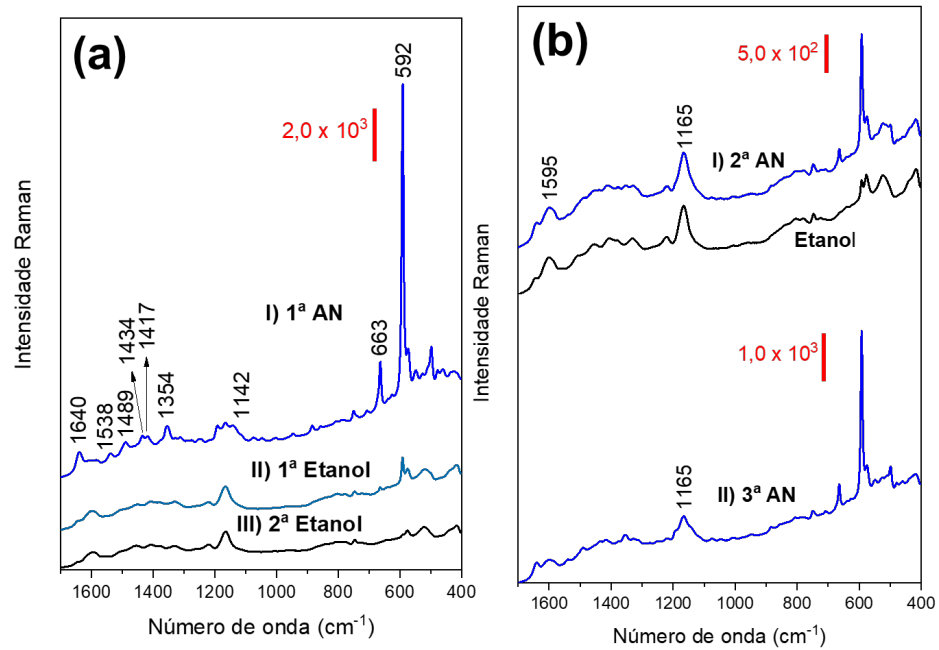 (a)
592
2,0 x 10³
I) 1ª AN
663
1640
1538
1489
1434
1417
1354
1142
II) 1ª Etanol
III) 2ª Etanol
Intensidade Raman
1600 1400 1200 1000 800 600 400
Número de onda (cm⁻¹)
(b)
5,0 x 10²
1595
1165
I) 2ª AN
Etanol
1,0 x 10³
1165
II) 3ª AN
Intensidade Raman
1600 1400 1200 1000 800 600 400
Número de onda (cm⁻¹)